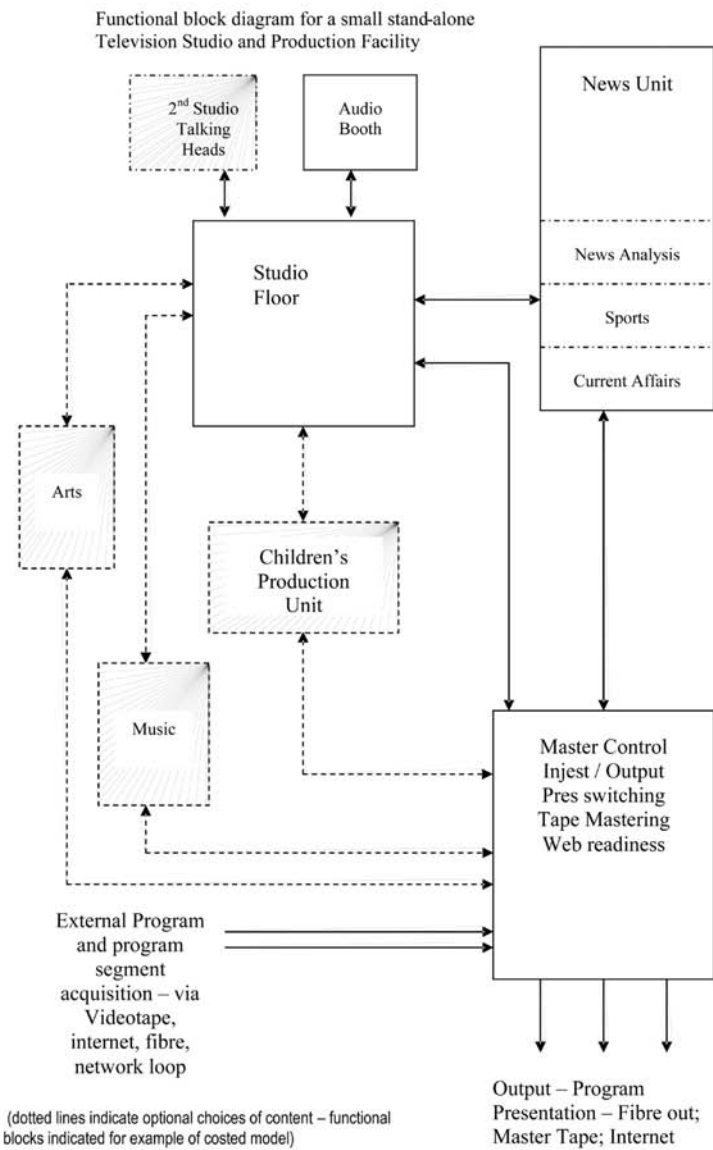 Functional block diagram for a small stand-alone
Television Studio and Production Facility
2nd Studio
Talking
Heads
Audio
Booth
News Unit
News Analysis
Sports
Current Affairs
Studio
Floor
Arts
Children's
Production
Unit
Music
Master Control
Injest / Output
Pres switching
Tape Mastering
Web readiness
External Program
and program
segment
acquisition – via
Videotape,
internet, fibre,
network loop
Output – Program
Presentation – Fibre out;
Master Tape; Internet
(dotted lines indicate optional choices of content – functional
blocks indicated for example of costed model)